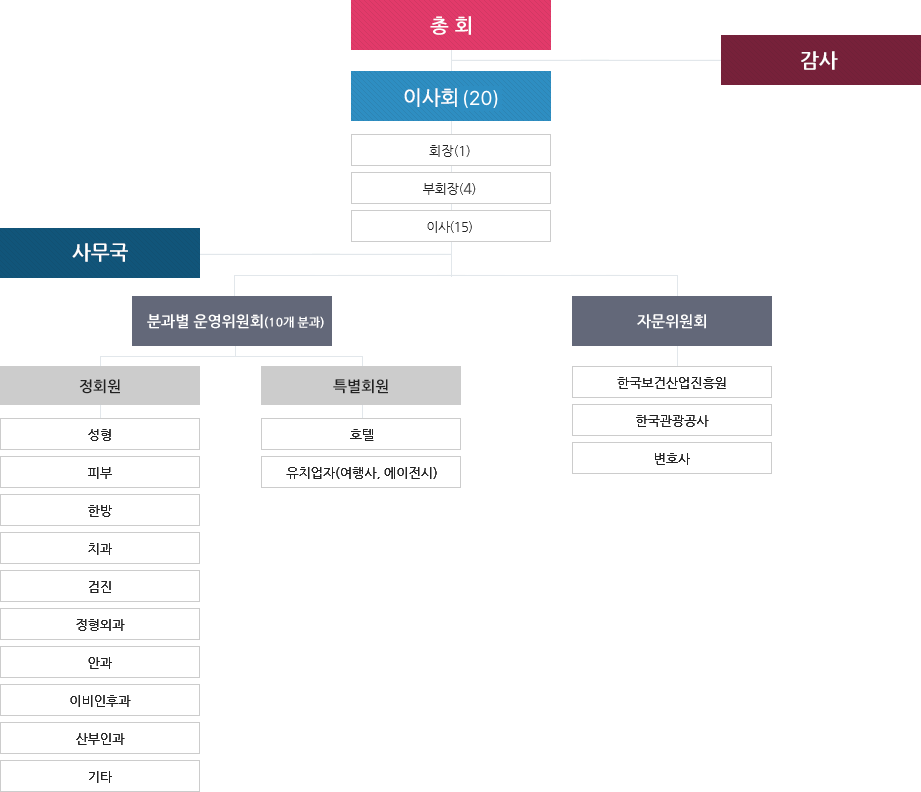 총 회
감사
이사회 (20)
회장(1)
부회장(4)
이사(15)
사무국
분과별 운영위원회(10개 분과)
자문위원회
정회원
특별회원
성형
피부
한방
치과
검진
정형외과
안과
이비인후과
산부인과
기타
호텔
유치업자(여행사, 에이전시)
한국보건산업진흥원
한국관광공사
변호사